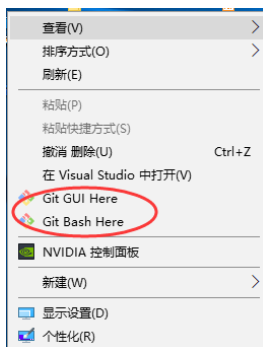 查看(V)
排序方式(O)
刷新(E)
粘贴(P)
粘贴快捷方式(S)
撤消 删除(U) Ctrl+Z
在 Visual Studio 中打开(V)
Git GUI Here
Git Bash Here
NVIDIA 控制面板
新建(W)
显示设置(D)
个性化(R)